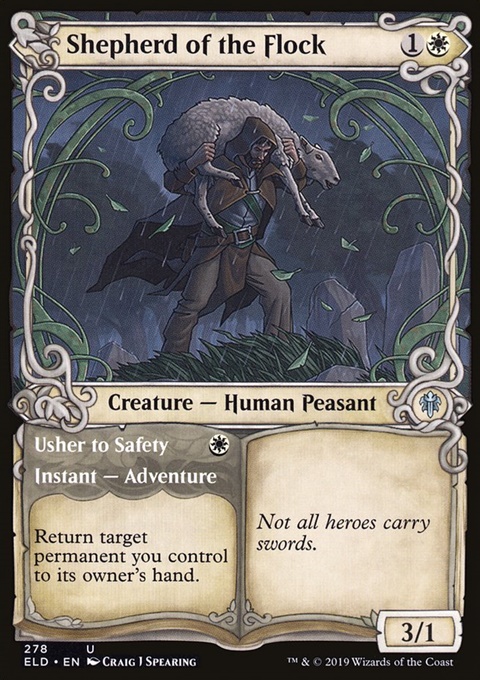 Shepherd of the Flock 1
Creature — Human Peasant
Usher to Safety
Instant — Adventure
Return target
permanent you control
to its owner's hand.
Not all heroes carry
swords.
3/1
278 U
ELD • EN Craig J Spearing
™ & © 2019 Wizards of the Coast